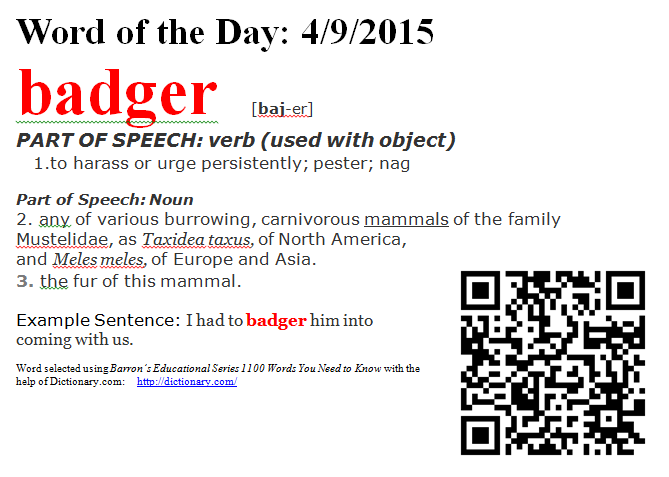 Word of the Day: 4/9/2015
badger [baj-er]
PART OF SPEECH: verb (used with object)
1.to harass or urge persistently; pester; nag
Part of Speech: Noun
2. any of various burrowing, carnivorous mammals of the family
Mustelidae, as Taxidea taxus, of North America,
and Meles meles, of Europe and Asia.
3. the fur of this mammal.
Example Sentence: I had to badger him into
coming with us.
Word selected using Barron's Educational Series 1100 Words You Need to Know with the
help of Dictionary.com: http://dictionary.com/